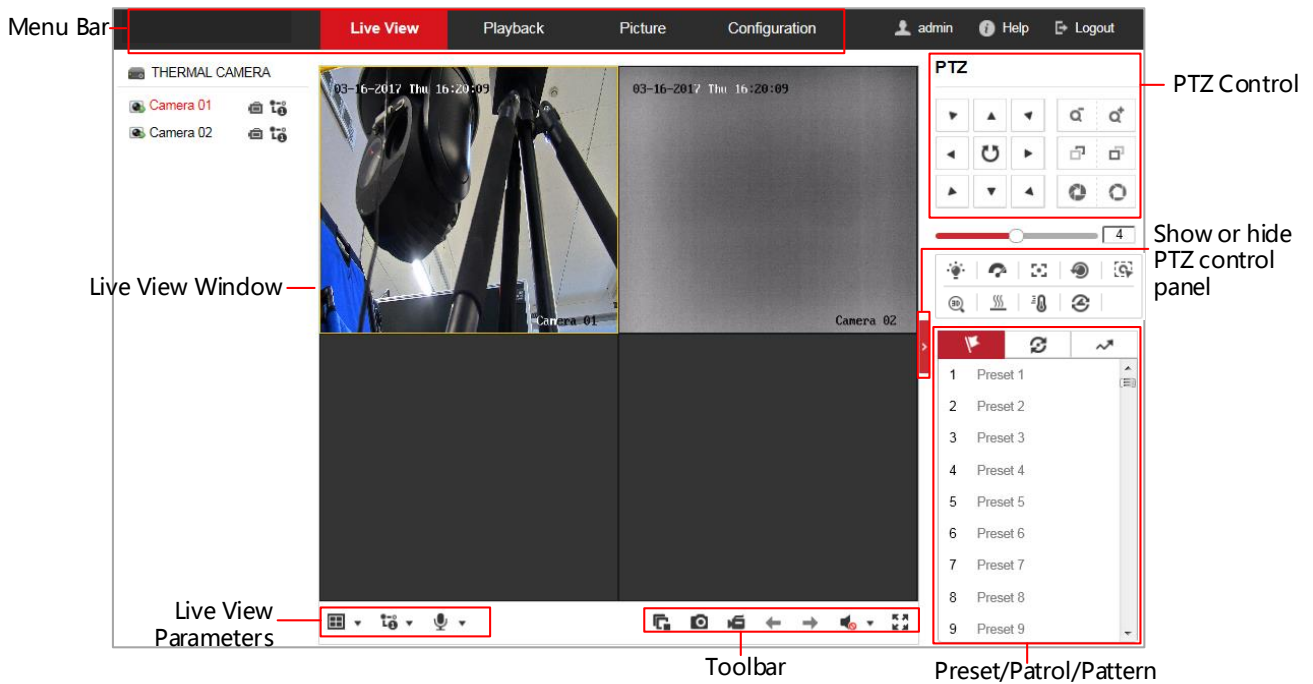 Menu Bar
Live View Playback Picture Configuration admin Help Logout
THERMAL CAMERA
Camera 01
Camera 02
Live View Window
03-16-2017 Thu 16:20:09
Camera 01
03-16-2017 Thu 16:20:09
Camera 02
PTZ
PTZ Control
4
Show or hide
PTZ control
panel
3D
1 Preset 1
2 Preset 2
3 Preset 3
4 Preset 4
5 Preset 5
6 Preset 6
7 Preset 7
8 Preset 8
9 Preset 9
Live View
Parameters
Toolbar
Preset/Patrol/Pattern